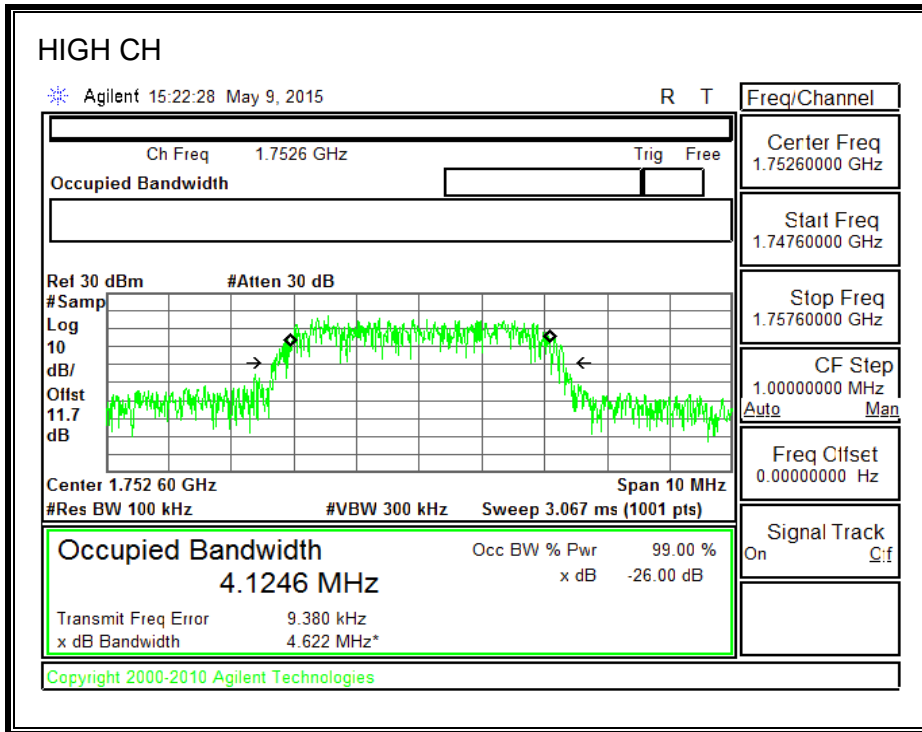 HIGH CH
Agilent 15:22:28 May 9, 2015 R T
Freq/Channel
Ch Freq 1.7526 GHz Trig Free
Occupied Bandwidth
Center Freq
1.75260000 GHz
Start Freq
1.74760000 GHz
Stop Freq
1.75760000 GHz
CF Step
1.00000000 MHz
Auto Man
Freq Offset
0.00000000 Hz
Signal Track
On Off
Ref 30 dBm #Atten 30 dB
#Samp
Log
10
dB/
Offst
11.7
dB
Center 1.752 60 GHz Span 10 MHz
#Res BW 100 kHz #VBW 300 kHz Sweep 3.067 ms (1001 pts)
Occupied Bandwidth Occ BW % Pwr 99.00 %
4.1246 MHz x dB -26.00 dB
Transmit Freq Error 9.380 kHz
x dB Bandwidth 4.622 MHz*
Copyright 2000-2010 Agilent Technologies